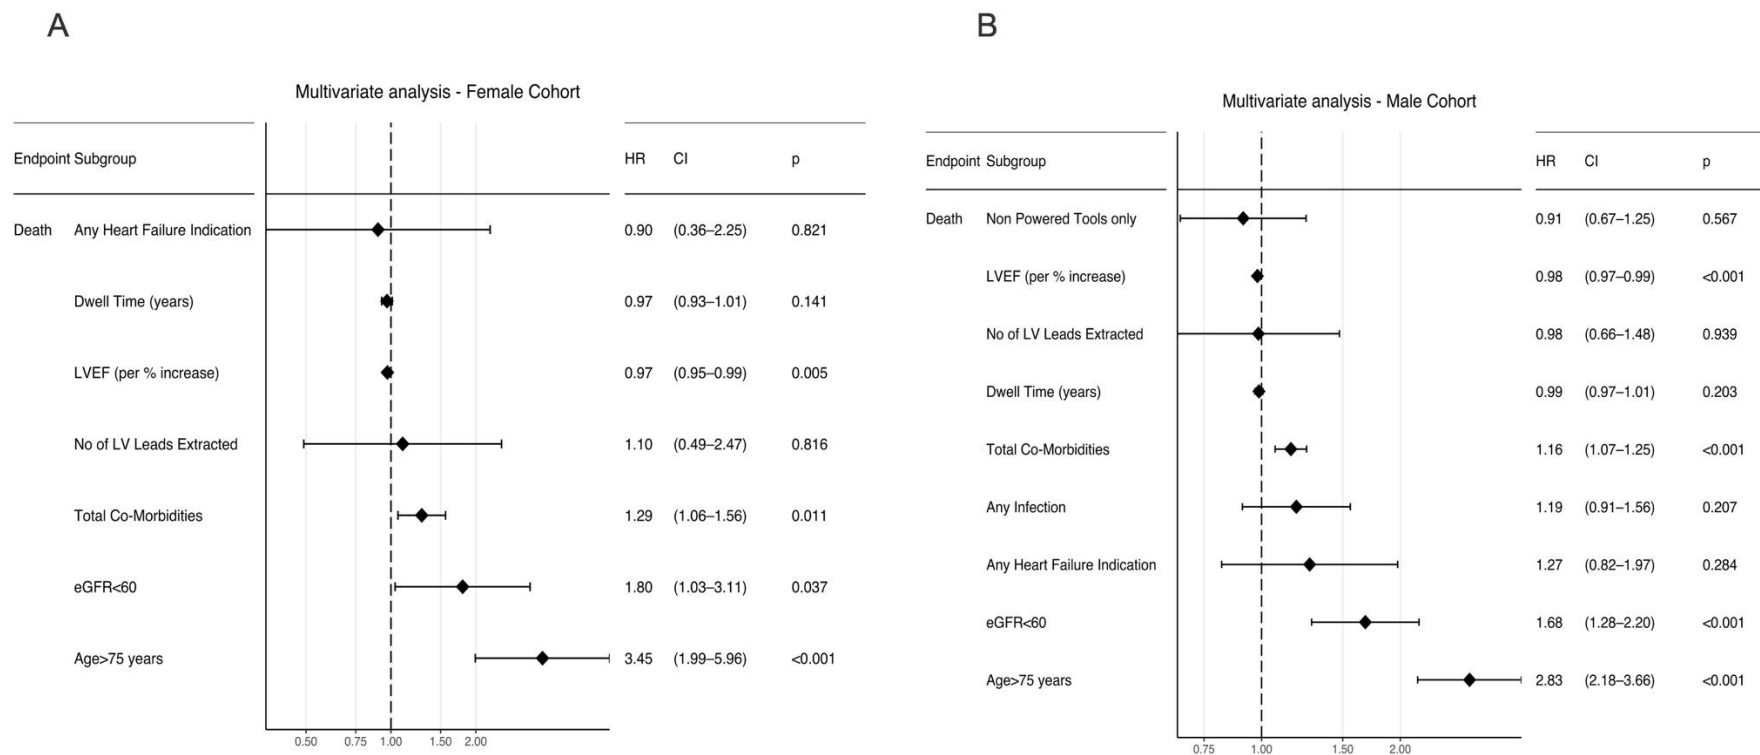 A
Multivariate analysis - Female Cohort
Endpoint Subgroup HR CI p
Death Any Heart Failure Indication 0.90 (0.36–2.25) 0.821
Dwell Time (years) 0.97 (0.93–1.01) 0.141
LVEF (per % increase) 0.97 (0.95–0.99) 0.005
No of LV Leads Extracted 1.10 (0.49–2.47) 0.816
Total Co-Morbidities 1.29 (1.06–1.56) 0.011
eGFR<60 1.80 (1.03–3.11) 0.037
Age>75 years 3.45 (1.99–5.96) <0.001
0.50 0.75 1.00 1.50 2.00
B
Multivariate analysis - Male Cohort
Endpoint Subgroup HR CI p
Death Non Powered Tools only 0.91 (0.67–1.25) 0.567
LVEF (per % increase) 0.98 (0.97–0.99) <0.001
No of LV Leads Extracted 0.98 (0.66–1.48) 0.939
Dwell Time (years) 0.99 (0.97–1.01) 0.203
Total Co-Morbidities 1.16 (1.07–1.25) <0.001
Any Infection 1.19 (0.91–1.56) 0.207
Any Heart Failure Indication 1.27 (0.82–1.97) 0.284
eGFR<60 1.68 (1.28–2.20) <0.001
Age>75 years 2.83 (2.18–3.66) <0.001
0.75 1.00 1.50 2.00